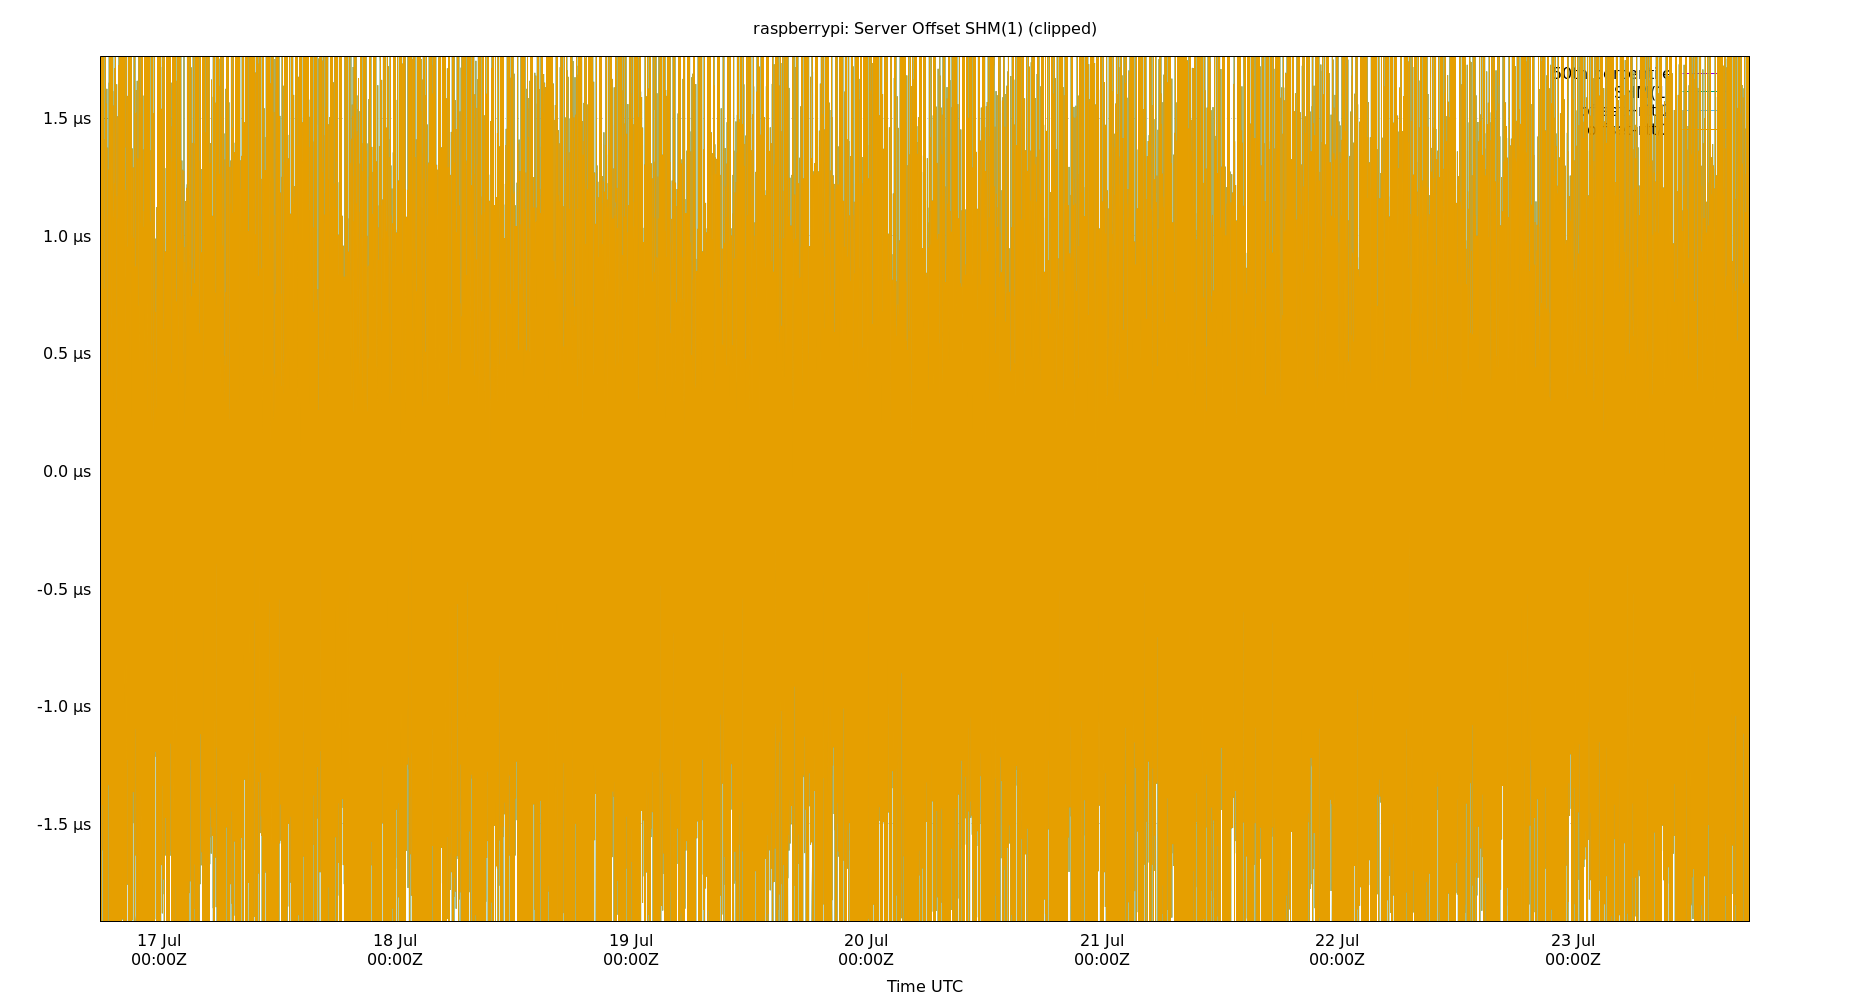 raspberrypi: Server Offset SHM(1) (clipped)
1.5 µs
1.0 µs
0.5 µs
0.0 µs
-0.5 µs
-1.0 µs
-1.5 µs
17 Jul 18 Jul 19 Jul 20 Jul 21 Jul 22 Jul 23 Jul
00:00Z 00:00Z 00:00Z 00:00Z 00:00Z 00:00Z 00:00Z
Time UTC